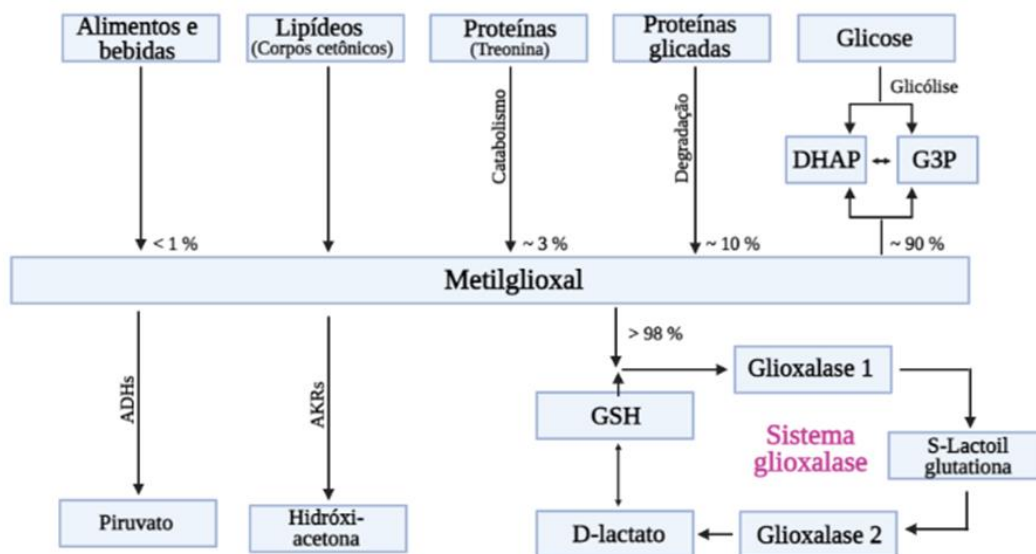 Alimentos e
bebidas
Lipídeos
(Corpos cetônicos)
Proteínas
(Treonina)
Proteínas
glicadas
Glicose
Glicólise
Catabolismo
Degradação
DHAP
G3P
< 1 %
~ 3 %
~ 10 %
~ 90 %
Metilglioxal
> 98 %
ADHs
AKRs
Glioxalase 1
GSH
Sistema
glioxalase
S-Lactoil
glutationa
Piruvato
Hidróxi-
acetona
D-lactato
Glioxalase 2